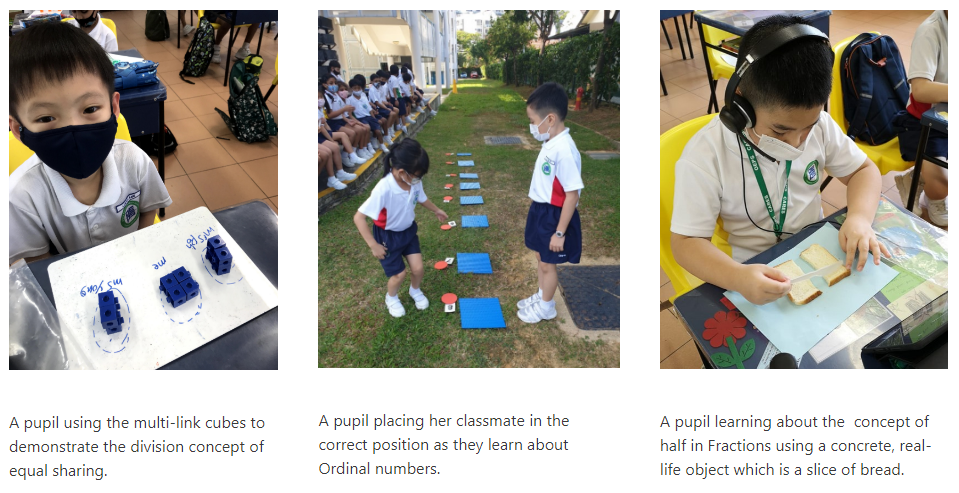 ms yong
me
A pupil using the multi-link cubes to
demonstrate the division concept of
equal sharing.
A pupil placing her classmate in the
correct position as they learn about
Ordinal numbers.
A pupil learning about the  concept of
half in Fractions using a concrete, real-
life object which is a slice of bread.